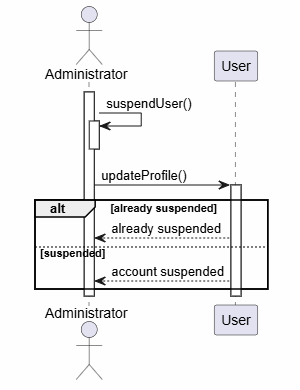 Administrator
User
suspendUser()
updateProfile()
alt
[already suspended]
already suspended
[suspended]
account suspended
Administrator
User